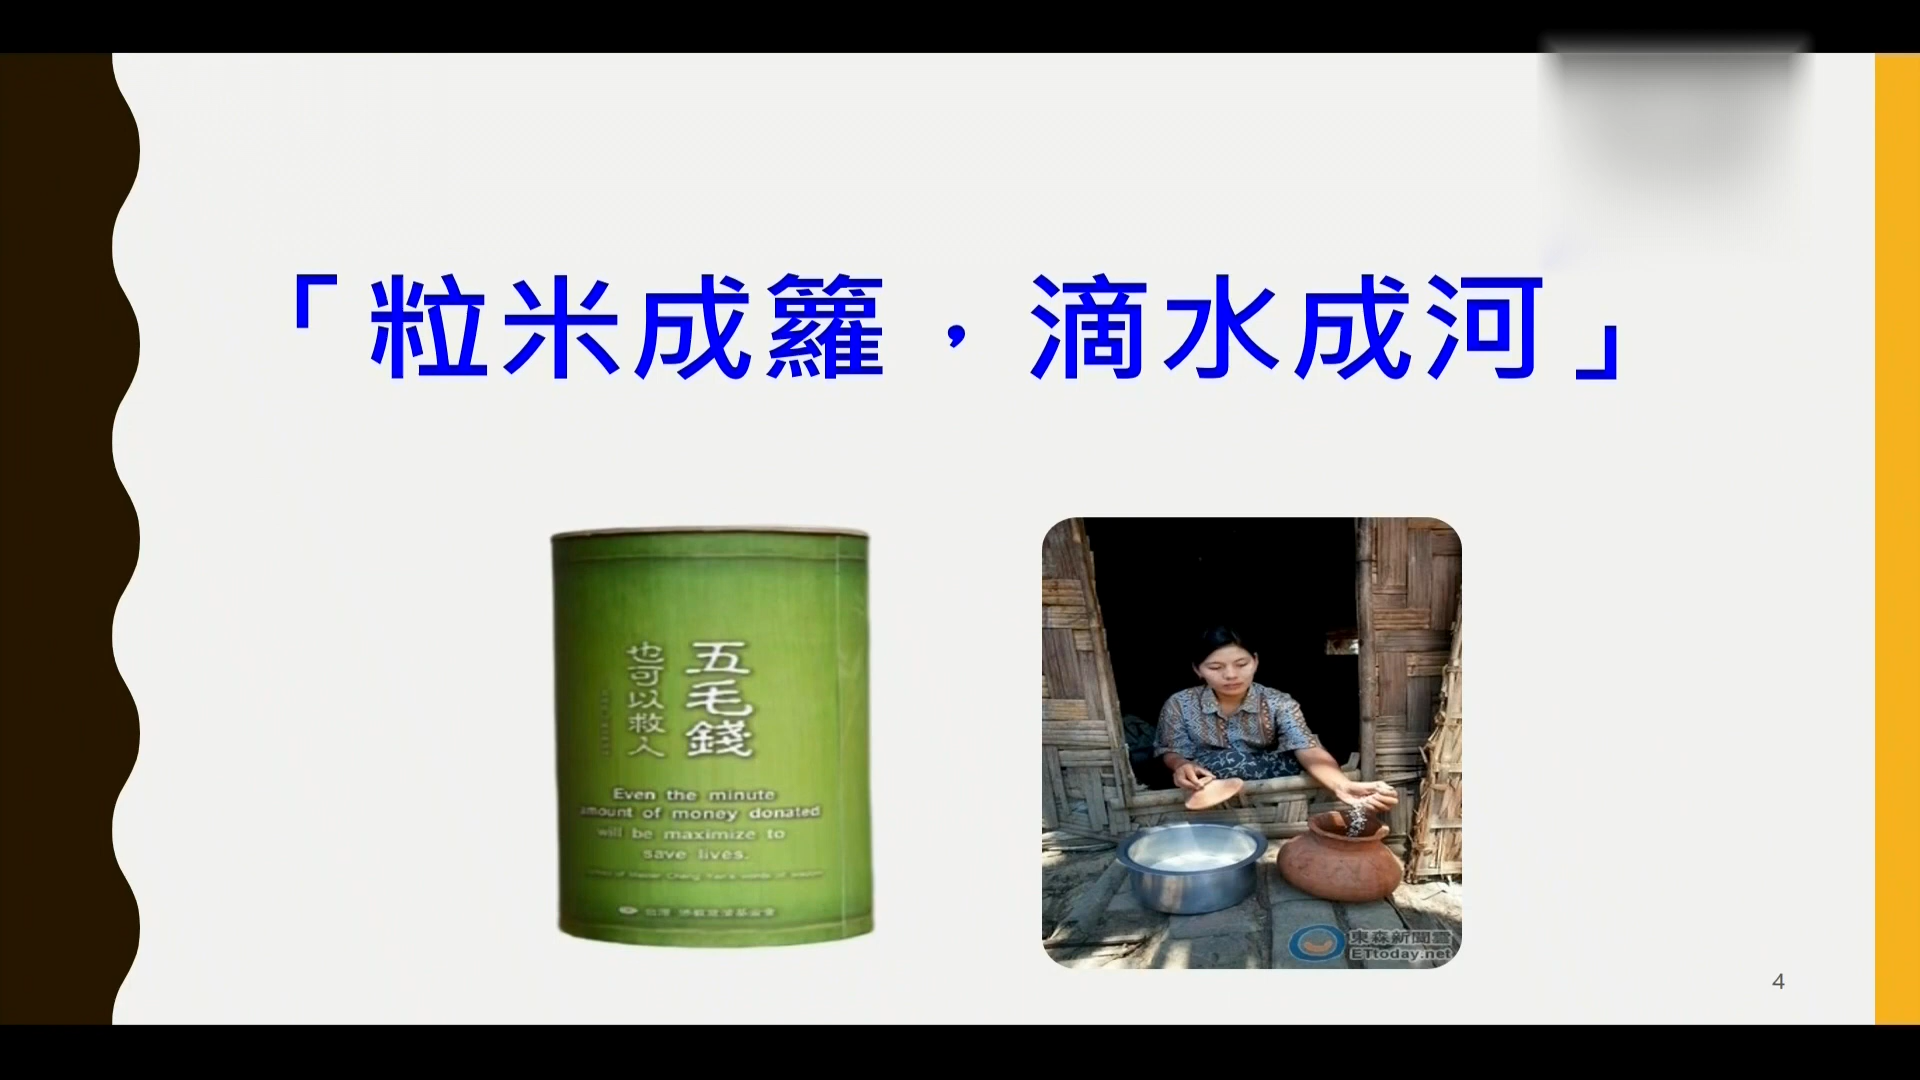 「粒米成籮，滴水成河」
五毛錢
也可以救人
Even the minute
amount of money donated
will be maximize to
save lives.
東森新聞雲
ETtoday.net
4